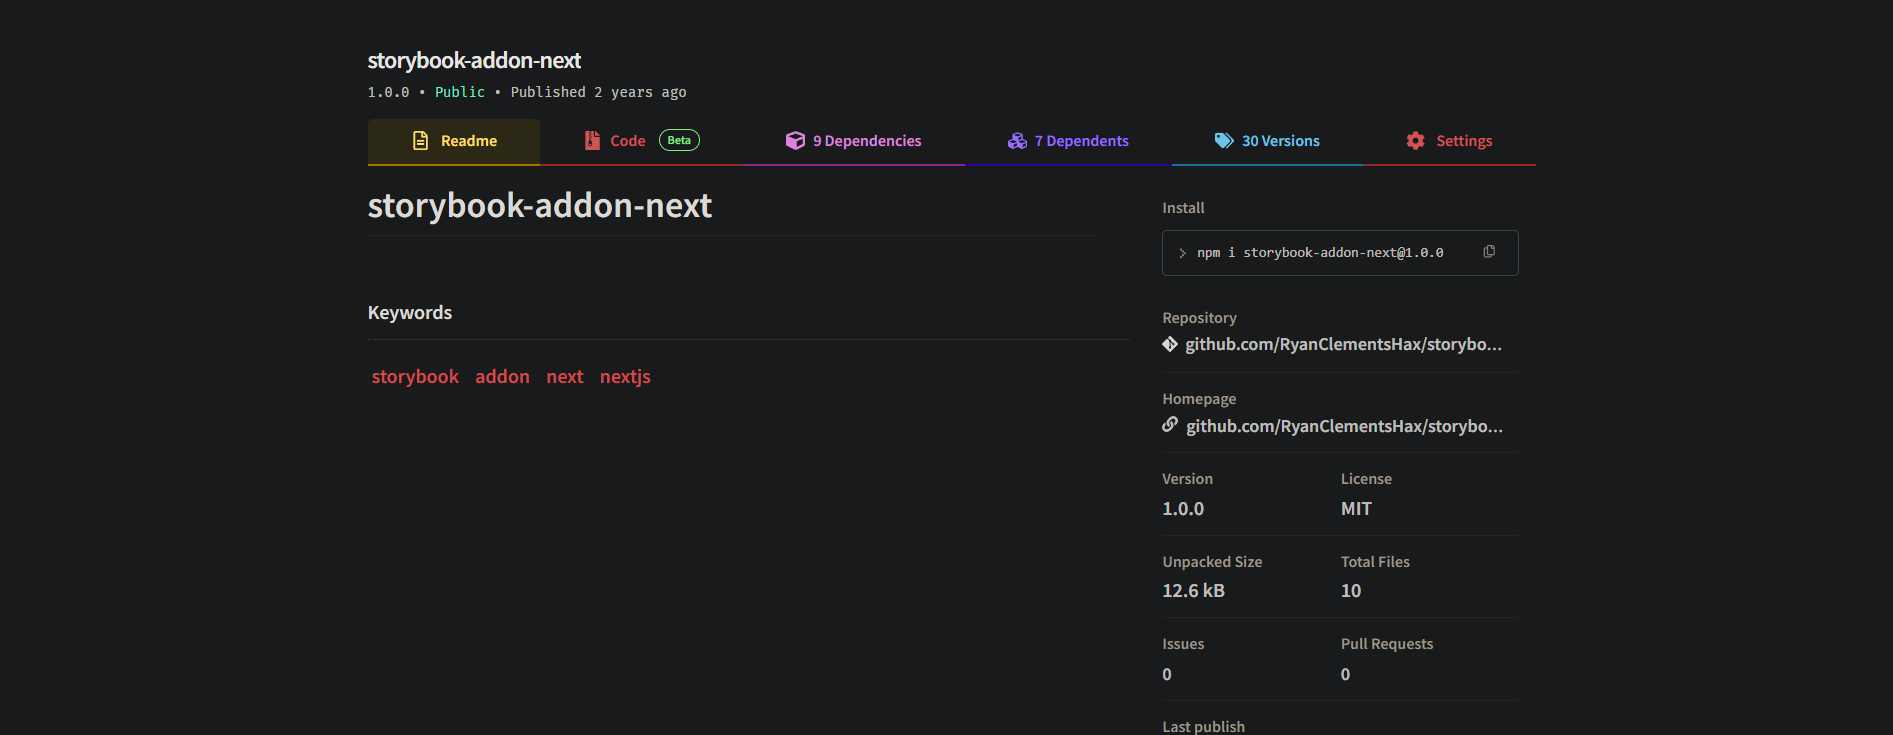 storybook-addon-next
1.0.0 • Public • Published 2 years ago
Readme Code Beta 9 Dependencies 7 Dependents 30 Versions Settings
storybook-addon-next
Keywords
storybook addon next nextjs
Install
npm i storybook-addon-next@1.0.0
Repository
github.com/RyanClementsHax/storybo...
Homepage
github.com/RyanClementsHax/storybo...
Version License
1.0.0 MIT
Unpacked Size Total Files
12.6 kB 10
Issues Pull Requests
0 0
Last publish